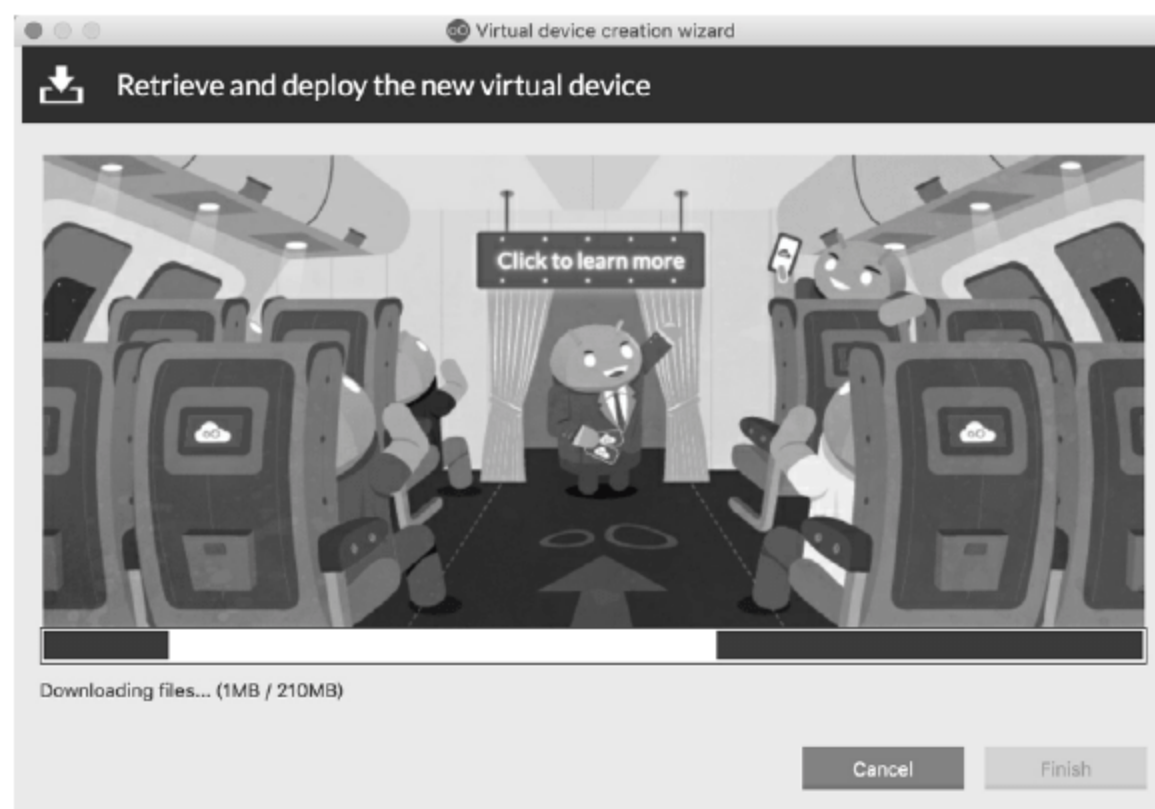 Virtual device creation wizard
Retrieve and deploy the new virtual device
Click to learn more
Downloading files... (1MB / 210MB)
Cancel
Finish